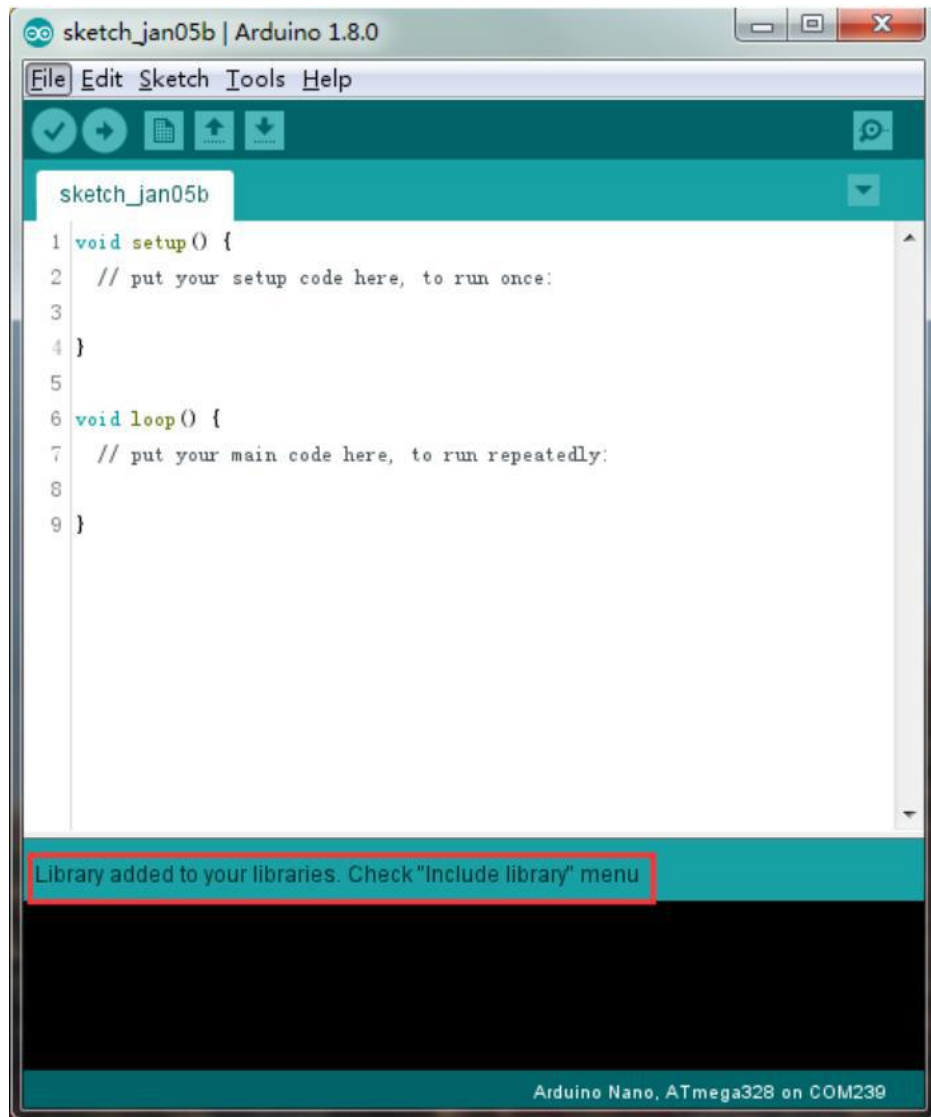 sketch_jan05b | Arduino 1.8.0
File Edit Sketch Tools Help
sketch_jan05b
1 void setup() {
2   // put your setup code here, to run once:
3
4 }
5
6 void loop() {
7   // put your main code here, to run repeatedly:
8
9 }
Library added to your libraries. Check "Include library" menu
Arduino Nano, ATmega328 on COM239